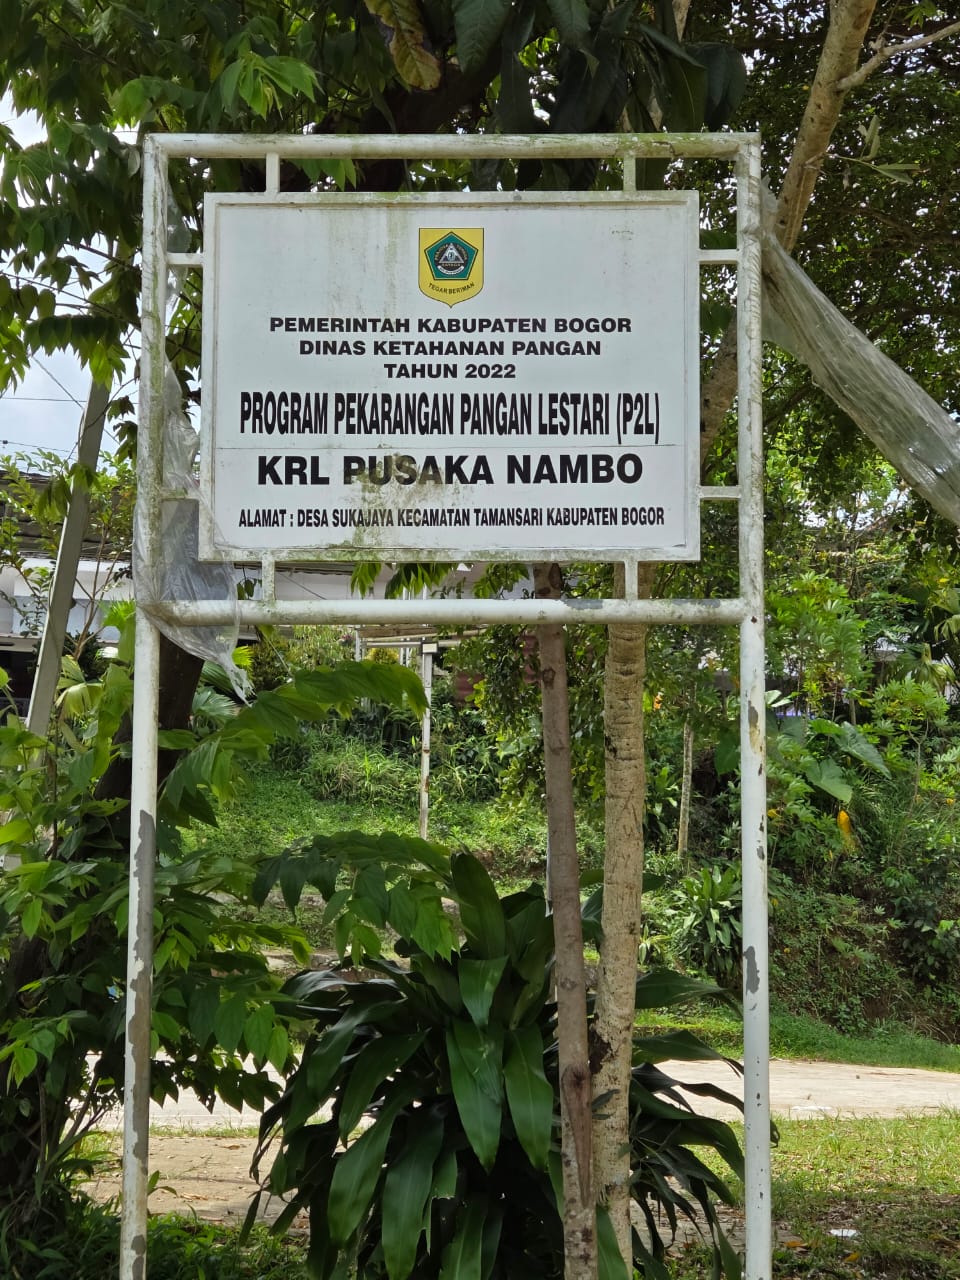 TEGAR BERIMAN
PEMERINTAH KABUPATEN BOGOR
DINAS KETAHANAN PANGAN
TAHUN 2022
PROGRAM PEKARANGAN PANGAN LESTARI (P2L)
KRL PUSAKA NAMBO
ALAMAT : DESA SUKAJAYA KECAMATAN TAMANSARI KABUPATEN BOGOR